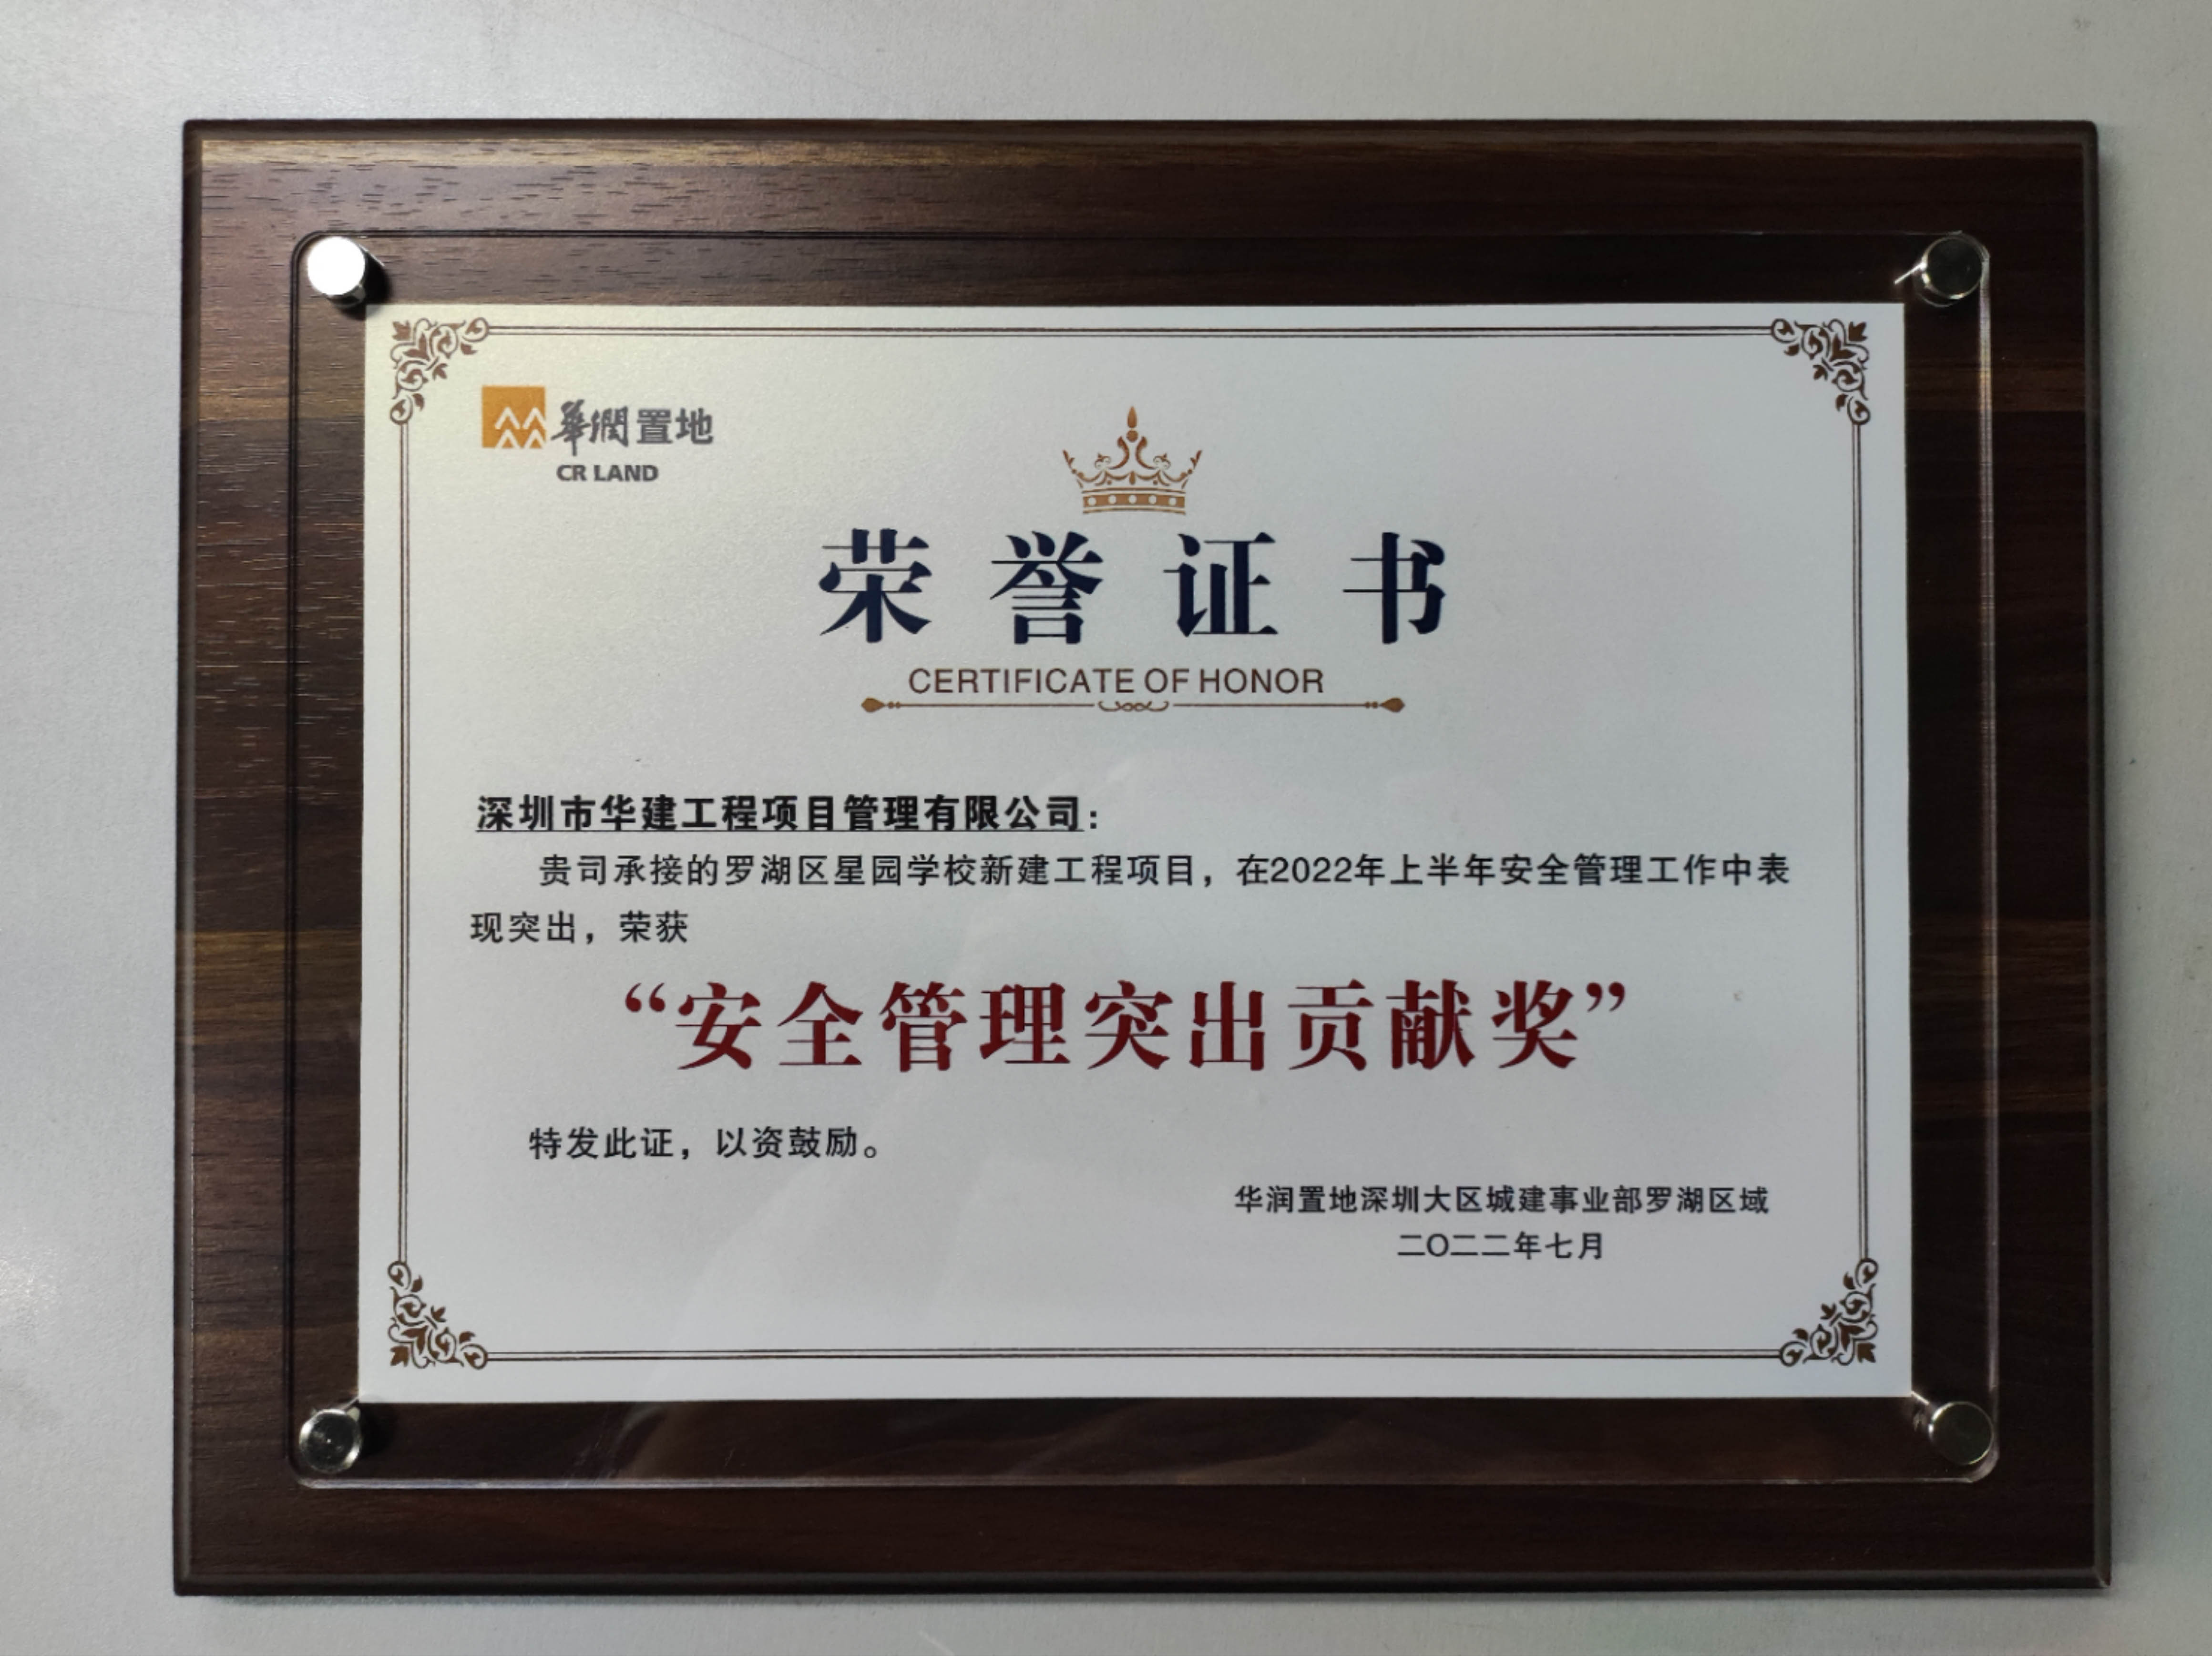 華潤置地
CR LAND
荣誉证书
CERTIFICATE OF HONOR
深圳市华建工程项目管理有限公司：
贵司承接的罗湖区星园学校新建工程项目，在2022年上半年安全管理工作中表
现突出，荣获
“安全管理突出贡献奖”
特发此证，以资鼓励。
华润置地深圳大区城建事业部罗湖区域
二〇二二年七月